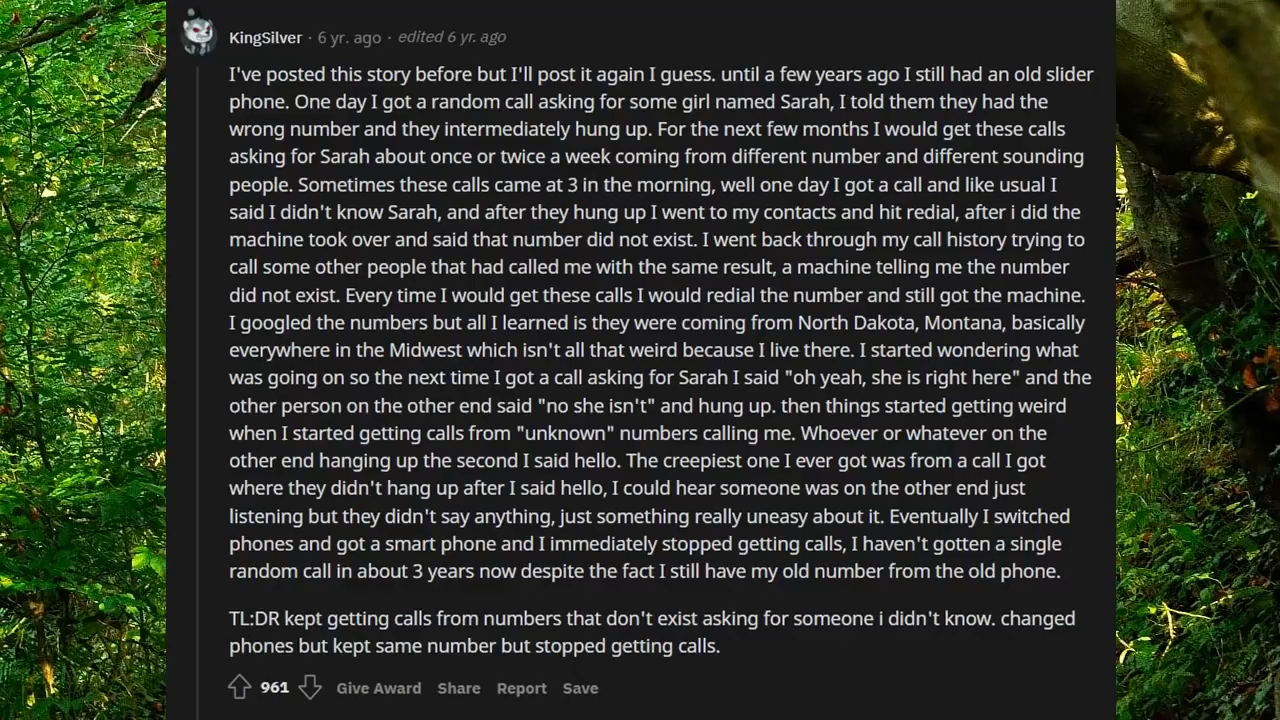 KingSilver · 6 yr. ago · edited 6 yr. ago
I've posted this story before but I'll post it again I guess. until a few years ago I still had an old slider
phone. One day I got a random call asking for some girl named Sarah, I told them they had the
wrong number and they intermediately hung up. For the next few months I would get these calls
asking for Sarah about once or twice a week coming from different number and different sounding
people. Sometimes these calls came at 3 in the morning, well one day I got a call and like usual I
said I didn't know Sarah, and after they hung up I went to my contacts and hit redial, after i did the
machine took over and said that number did not exist. I went back through my call history trying to
call some other people that had called me with the same result, a machine telling me the number
did not exist. Every time I would get these calls I would redial the number and still got the machine.
I googled the numbers but all I learned is they were coming from North Dakota, Montana, basically
everywhere in the Midwest which isn't all that weird because I live there. I started wondering what
was going on so the next time I got a call asking for Sarah I said "oh yeah, she is right here" and the
other person on the other end said "no she isn't" and hung up. then things started getting weird
when I started getting calls from "unknown" numbers calling me. Whoever or whatever on the
other end hanging up the second I said hello. The creepiest one I ever got was from a call I got
where they didn't hang up after I said hello, I could hear someone was on the other end just
listening but they didn't say anything, just something really uneasy about it. Eventually I switched
phones and got a smart phone and I immediately stopped getting calls, I haven't gotten a single
random call in about 3 years now despite the fact I still have my old number from the old phone.
TL:DR kept getting calls from numbers that don't exist asking for someone i didn't know. changed
phones but kept same number but stopped getting calls.
961 Give Award Share Report Save